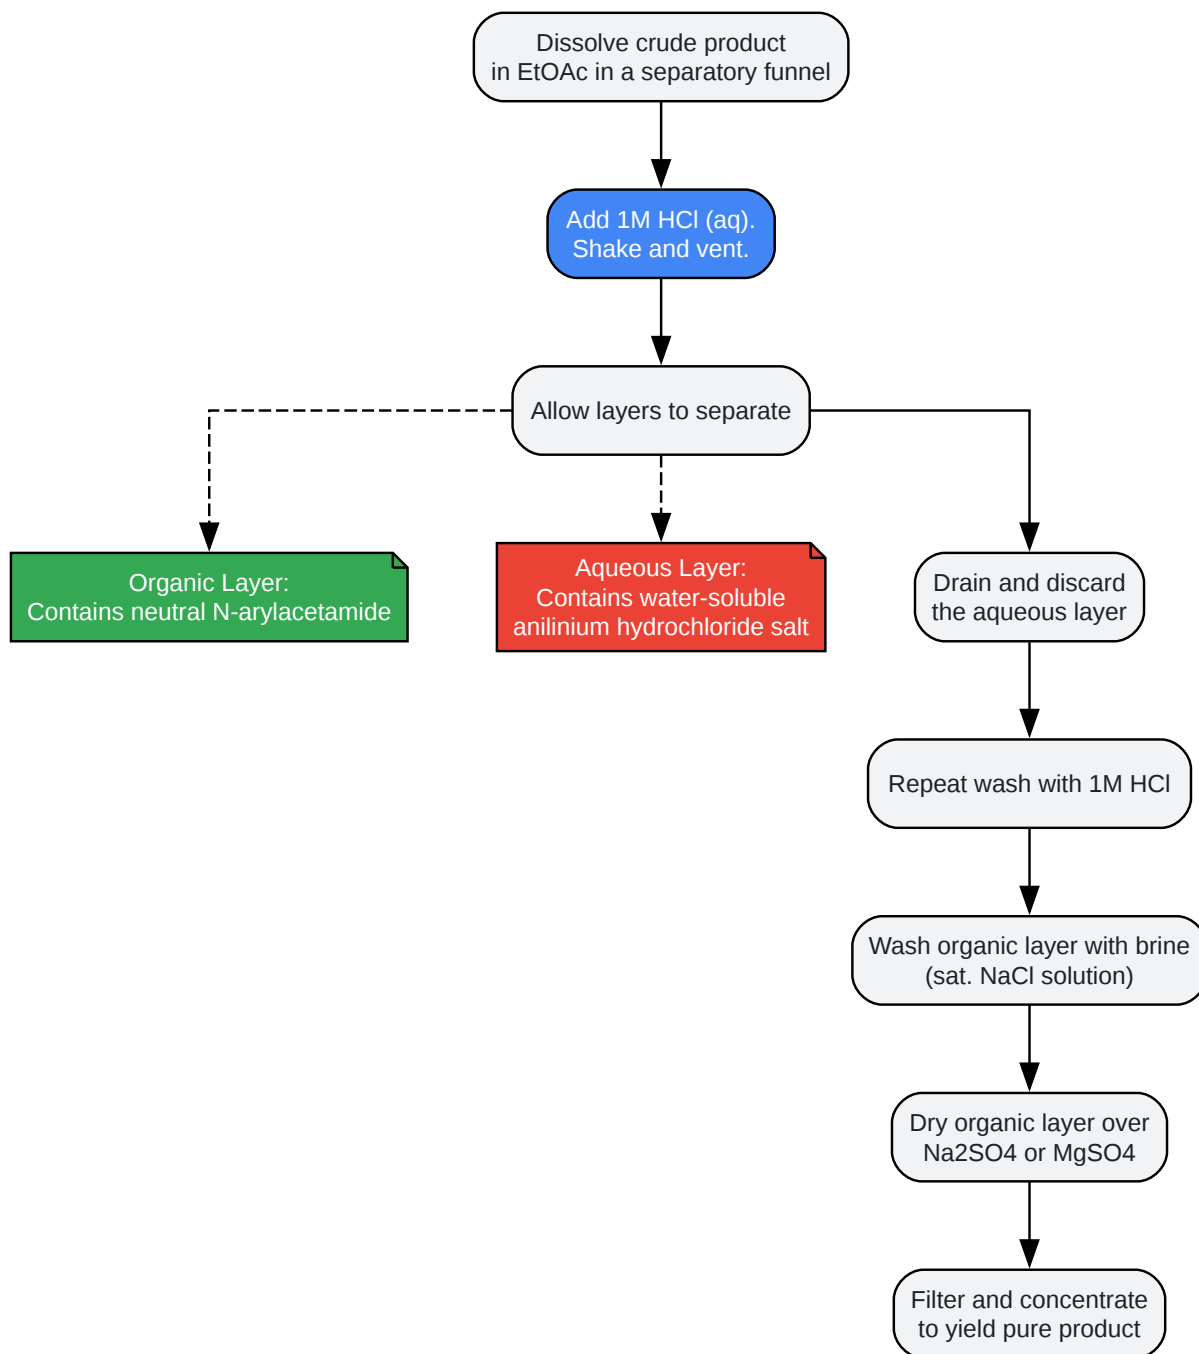 Dissolve crude product
in EtOAc in a separatory funnel
Add 1M HCl (aq).
Shake and vent.
Allow layers to separate
Organic Layer:
Contains neutral N-arylacetamide
Aqueous Layer:
Contains water-soluble
anilinium hydrochloride salt
Drain and discard
the aqueous layer
Repeat wash with 1M HCl
Wash organic layer with brine
(sat. NaCl solution)
Dry organic layer over
Na2SO4 or MgSO4
Filter and concentrate
to yield pure product